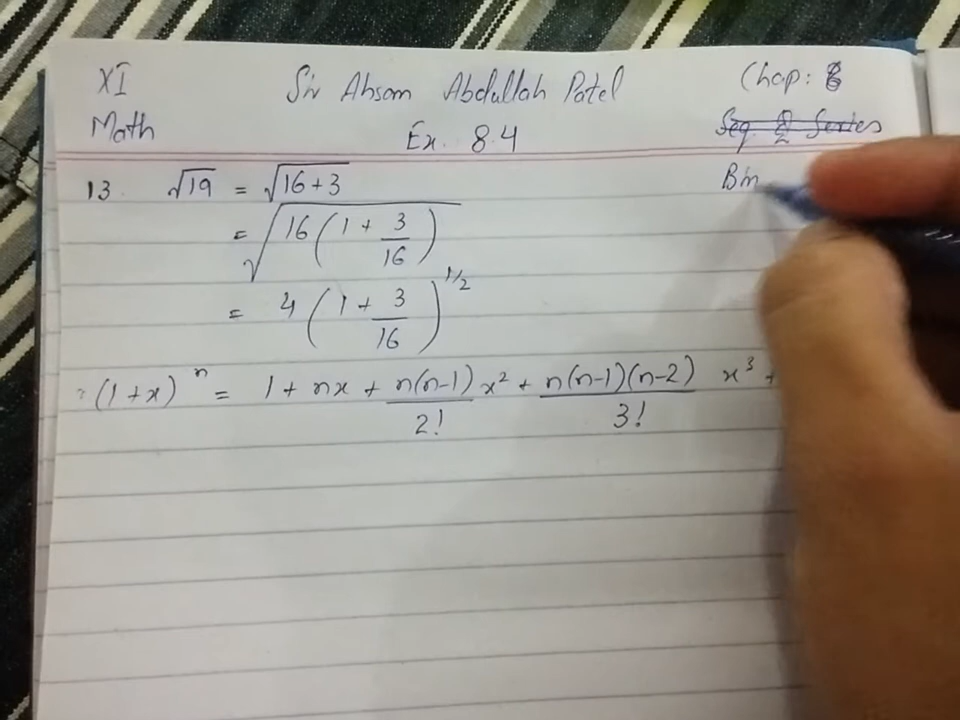 XI Sir Ahsam Abdullah Patel Chap: 8
Math Ex. 8.4 Seq. & Series
Bin
13. √19 = √16+3
= √16(1 + 3/16)
= 4(1 + 3/16)^1/2
∵ (1+x)^n = 1 + nx + n(n-1)/2! x² + n(n-1)(n-2)/3! x³ +